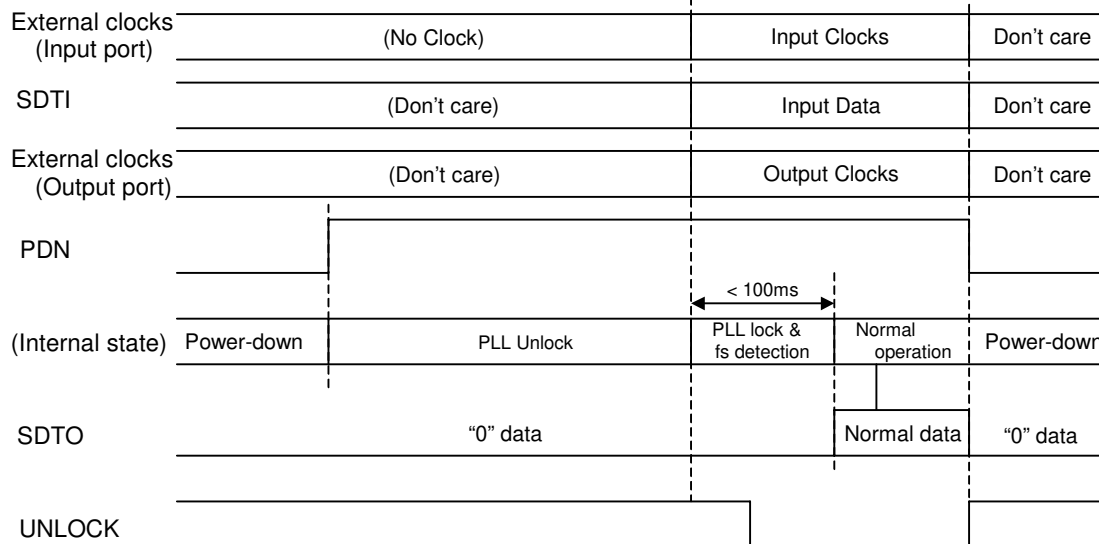 External clocks
(Input port)
(No Clock)
Input Clocks
Don't care
SDTI
(Don't care)
Input Data
Don't care
External clocks
(Output port)
(Don't care)
Output Clocks
Don't care
PDN
< 100ms
(Internal state)
Power-down
PLL Unlock
PLL lock &
fs detection
Normal
operation
Power-down
SDTO
“0” data
Normal data
“0” data
UNLOCK